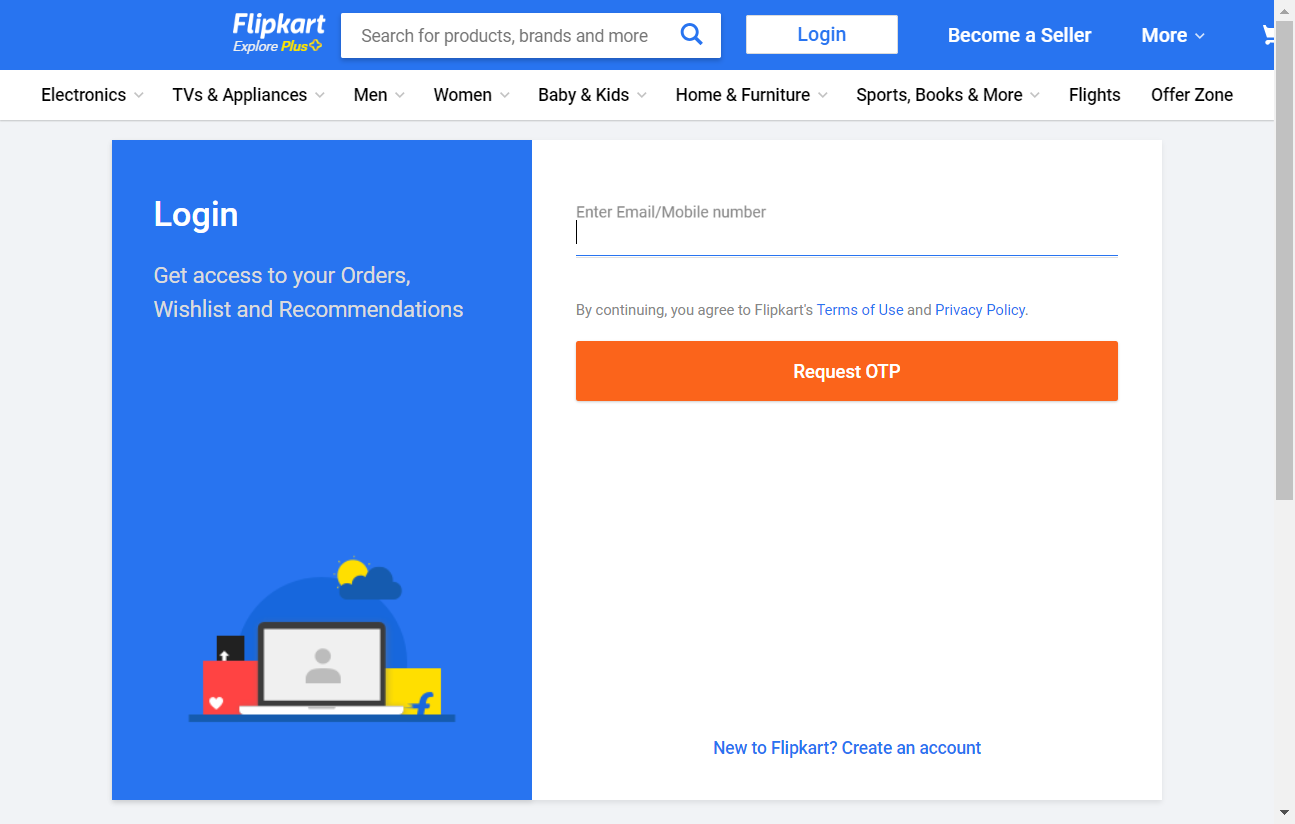 Flipkart
Explore Plus
Search for products, brands and more
Login
Become a Seller
More
Electronics
TVs & Appliances
Men
Women
Baby & Kids
Home & Furniture
Sports, Books & More
Flights
Offer Zone
Login
Get access to your Orders,
Wishlist and Recommendations
Enter Email/Mobile number
By continuing, you agree to Flipkart's Terms of Use and Privacy Policy.
Request OTP
New to Flipkart? Create an account